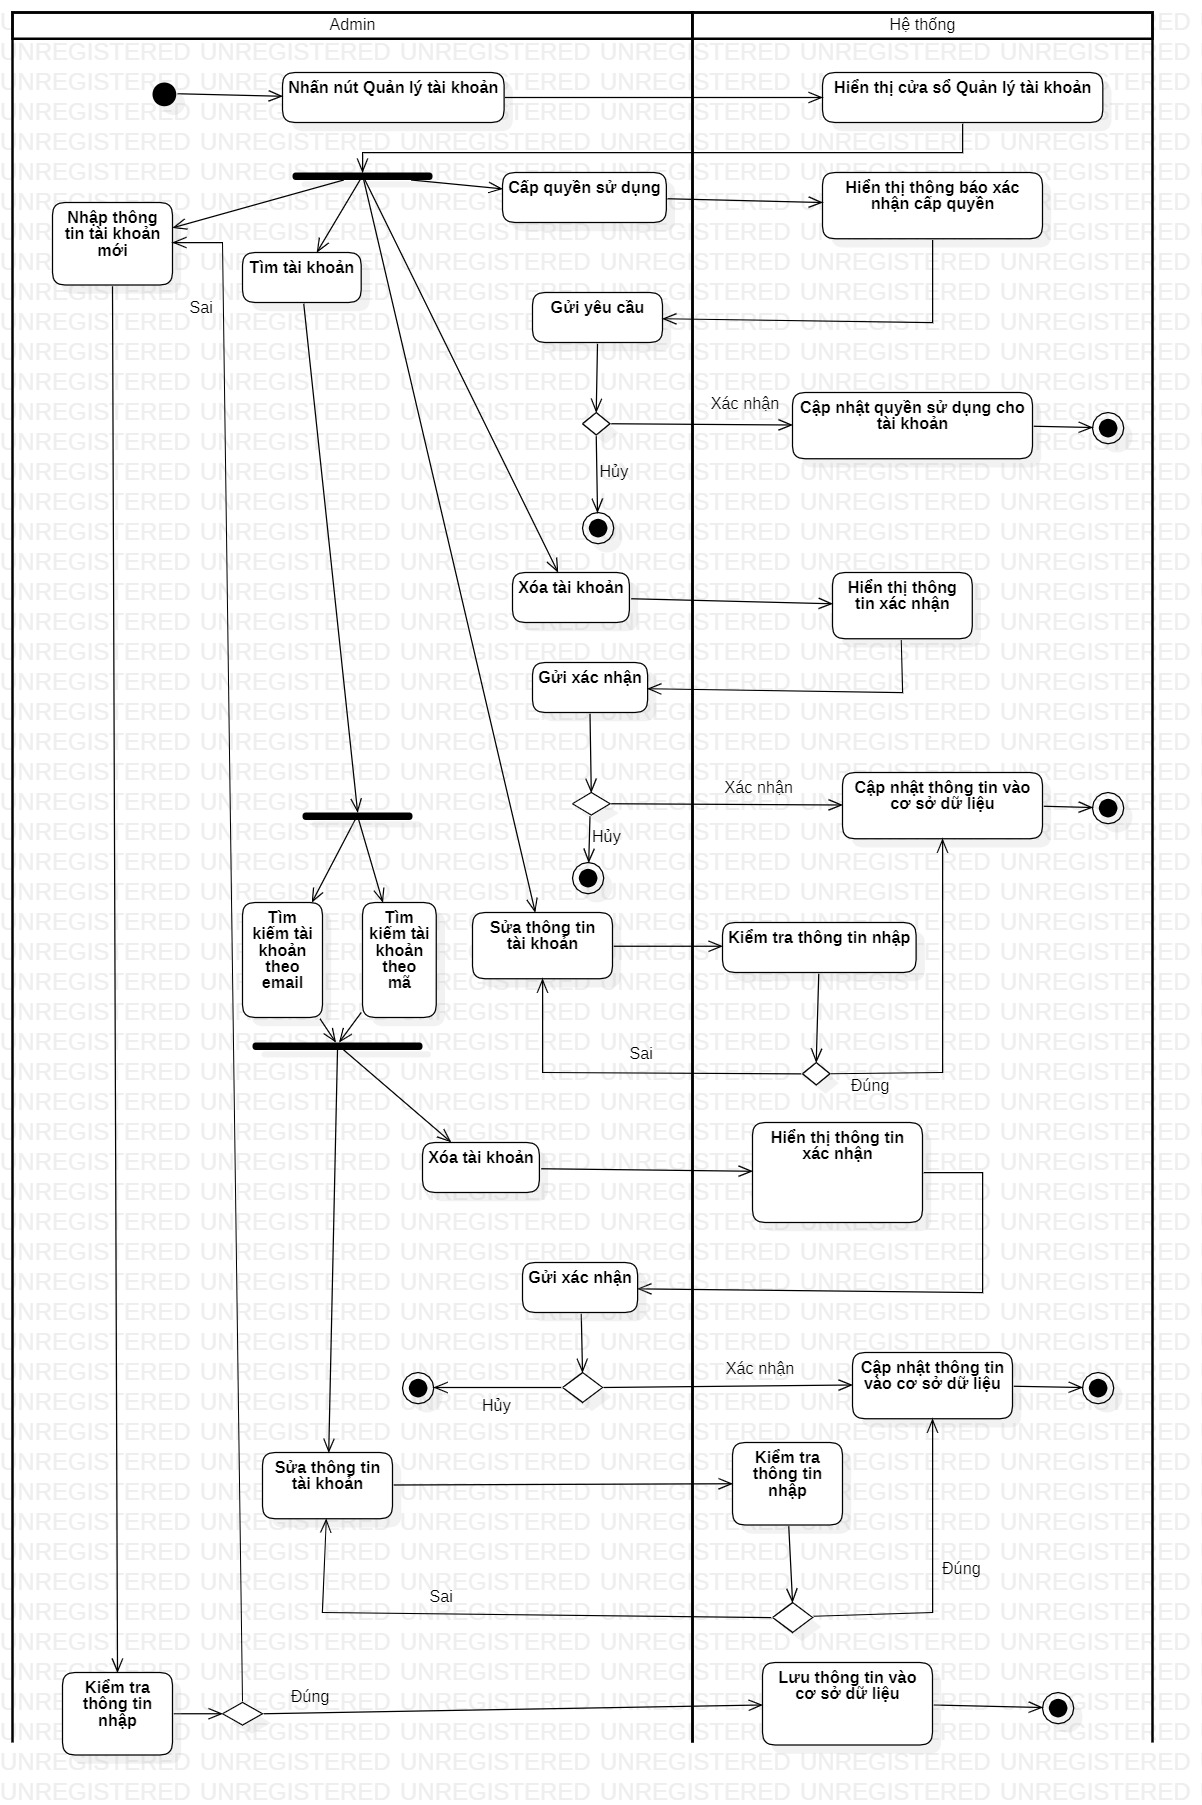 Admin
Hệ thống
Nhấn nút Quản lý tài khoản
Hiển thị cửa sổ Quản lý tài khoản
Cấp quyền sử dụng
Hiển thị thông báo xác
nhận cấp quyền
Nhập thông
tin tài khoản
mới
Tìm tài khoản
Sai
Gửi yêu cầu
Xác nhận
Cập nhật quyền sử dụng cho
tài khoản
Hủy
Xóa tài khoản
Hiển thị thông
tin xác nhận
Gửi xác nhận
Xác nhận
Cập nhật thông tin vào
cơ sở dữ liệu
Hủy
Tìm
kiếm tài
khoản
theo
email
Tìm
kiếm tài
khoản
theo
mã
Sửa thông tin
tài khoản
Kiểm tra thông tin nhập
Sai
Đúng
Xóa tài khoản
Hiển thị thông tin
xác nhận
Gửi xác nhận
Xác nhận
Cập nhật thông tin
vào cơ sở dữ liệu
Hủy
Sửa thông tin
tài khoản
Kiểm tra
thông tin
nhập
Đúng
Sai
Kiểm tra
thông tin
nhập
Đúng
Lưu thông tin vào
cơ sở dữ liệu
UNREGISTERED